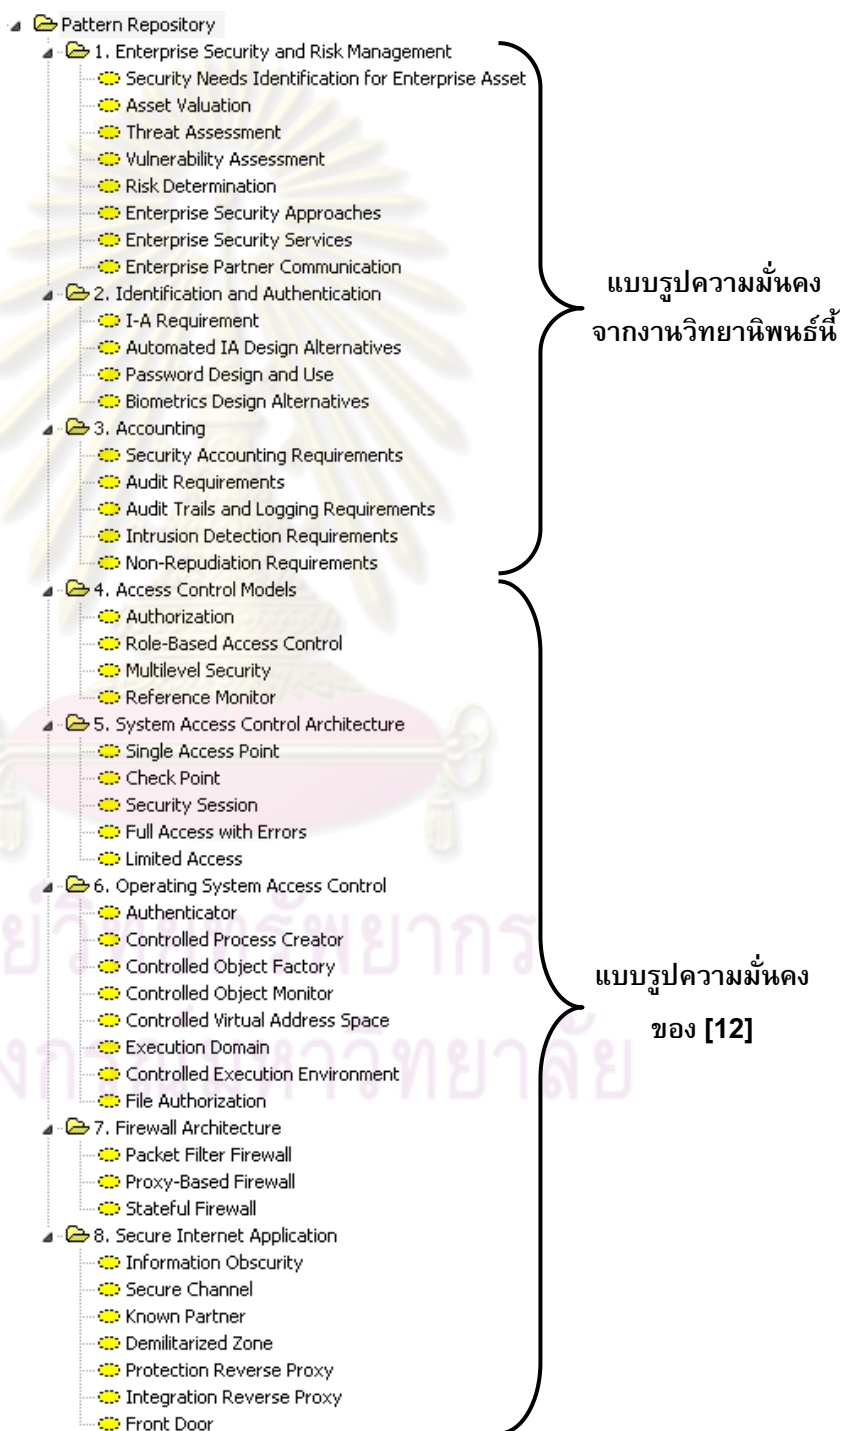 Pattern Repository
1. Enterprise Security and Risk Management
Security Needs Identification for Enterprise Asset
Asset Valuation
Threat Assessment
Vulnerability Assessment
Risk Determination
Enterprise Security Approaches
Enterprise Security Services
Enterprise Partner Communication
2. Identification and Authentication
I-A Requirement
Automated IA Design Alternatives
Password Design and Use
Biometrics Design Alternatives
3. Accounting
Security Accounting Requirements
Audit Requirements
Audit Trails and Logging Requirements
Intrusion Detection Requirements
Non-Repudiation Requirements
แบบรูปความมั่นคง
จากงานวิทยานิพนธ์นี้
4. Access Control Models
Authorization
Role-Based Access Control
Multilevel Security
Reference Monitor
5. System Access Control Architecture
Single Access Point
Check Point
Security Session
Full Access with Errors
Limited Access
6. Operating System Access Control
Authenticator
Controlled Process Creator
Controlled Object Factory
Controlled Object Monitor
Controlled Virtual Address Space
Execution Domain
Controlled Execution Environment
File Authorization
7. Firewall Architecture
Packet Filter Firewall
Proxy-Based Firewall
Stateful Firewall
8. Secure Internet Application
Information Obscurity
Secure Channel
Known Partner
Demilitarized Zone
Protection Reverse Proxy
Integration Reverse Proxy
Front Door
แบบรูปความมั่นคง
ของ [12]